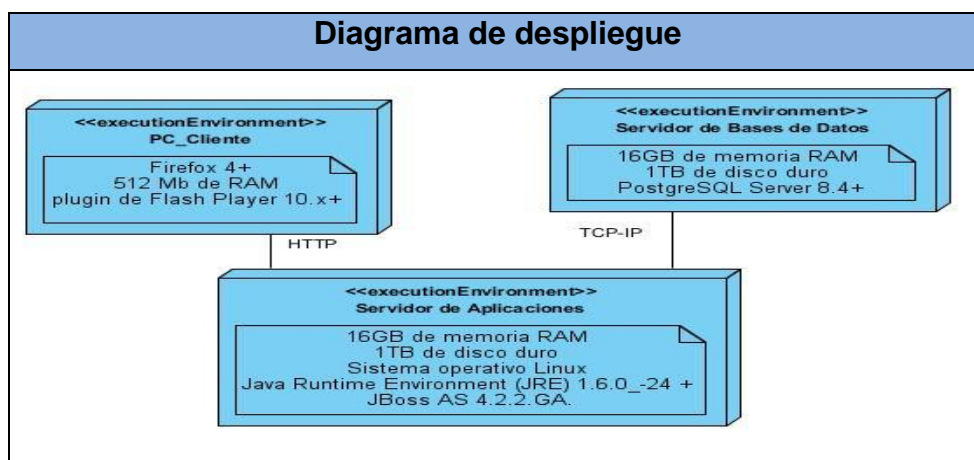 Diagrama de despliegue
<<executionEnvironment>>
PC_Cliente
Firefox 4+
512 Mb de RAM
plugin de Flash Player 10.x+
<<executionEnvironment>>
Servidor de Bases de Datos
16GB de memoria RAM
1TB de disco duro
PostgreSQL Server 8.4+
HTTP
TCP-IP
<<executionEnvironment>>
Servidor de Aplicaciones
16GB de memoria RAM
1TB de disco duro
Sistema operativo Linux
Java Runtime Environment (JRE) 1.6.0_-24 +
JBoss AS 4.2.2.GA.